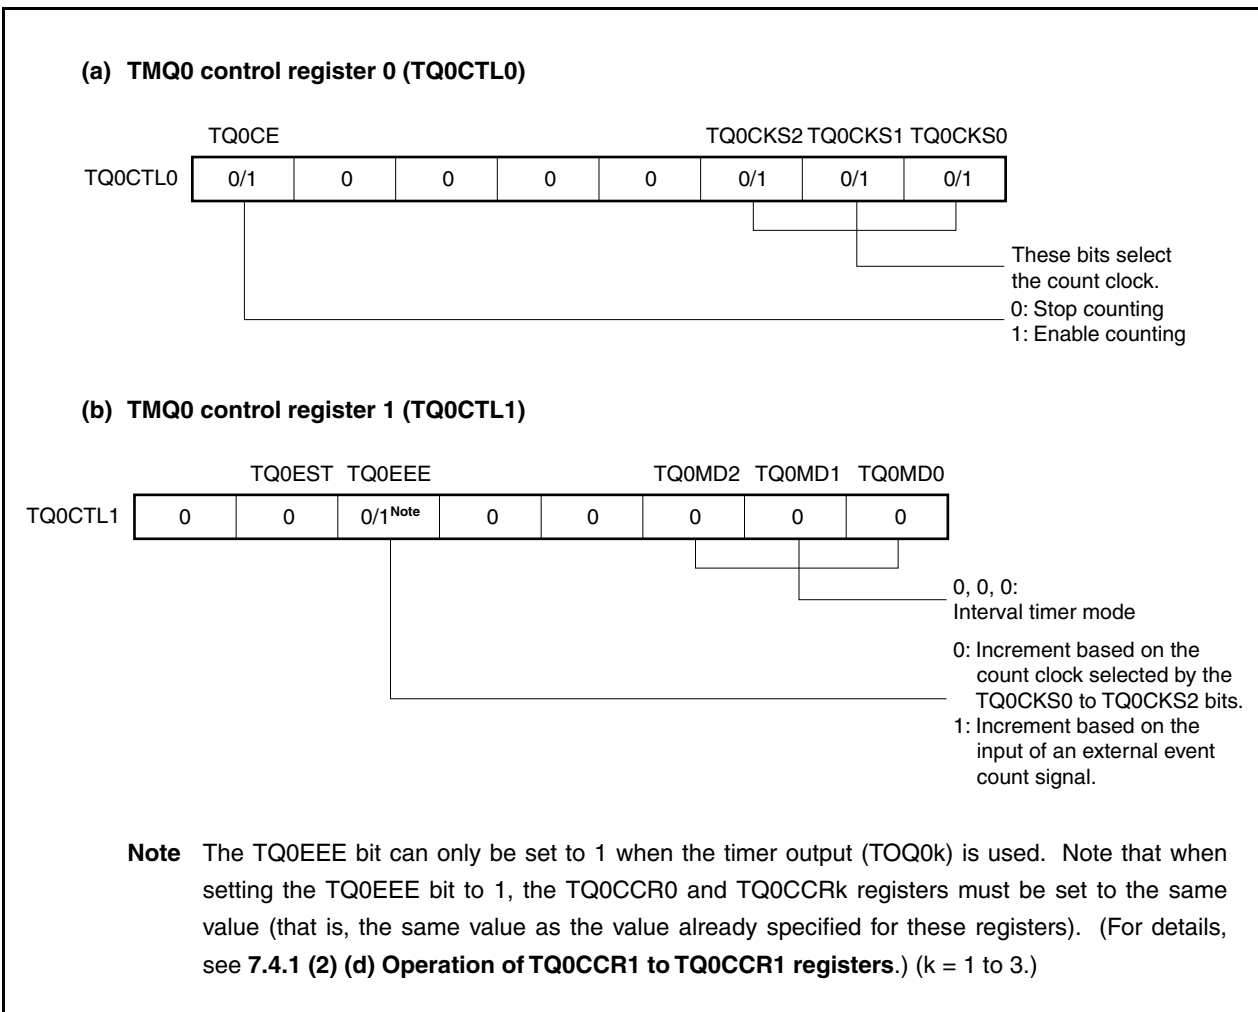 (a) TMQ0 control register 0 (TQ0CTL0)
TQ0CE TQ0CKS2 TQ0CKS1 TQ0CKS0
TQ0CTL0 0/1 0 0 0 0 0/1 0/1 0/1
These bits select
the count clock.
0: Stop counting
1: Enable counting
(b) TMQ0 control register 1 (TQ0CTL1)
TQ0EST TQ0EEE TQ0MD2 TQ0MD1 TQ0MD0
TQ0CTL1 0 0 0/1Note 0 0 0 0 0
0, 0, 0:
Interval timer mode
0: Increment based on the
count clock selected by the
TQ0CKS0 to TQ0CKS2 bits.
1: Increment based on the
input of an external event
count signal.
Note The TQ0EEE bit can only be set to 1 when the timer output (TOQ0k) is used. Note that when
setting the TQ0EEE bit to 1, the TQ0CCR0 and TQ0CCRk registers must be set to the same
value (that is, the same value as the value already specified for these registers). (For details,
see 7.4.1 (2) (d) Operation of TQ0CCR1 to TQ0CCR1 registers.) (k = 1 to 3.)